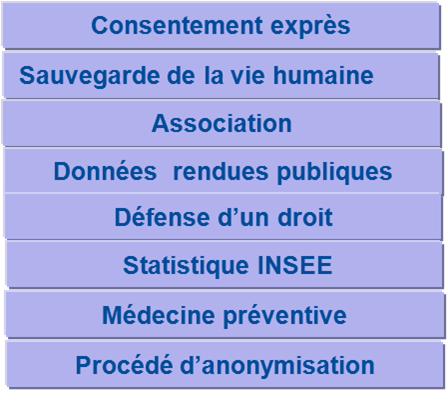 Consentement exprès
Sauvegarde de la vie humaine
Association
Données rendues publiques
Défense d’un droit
Statistique INSEE
Médecine préventive
Procédé d’anonymisation